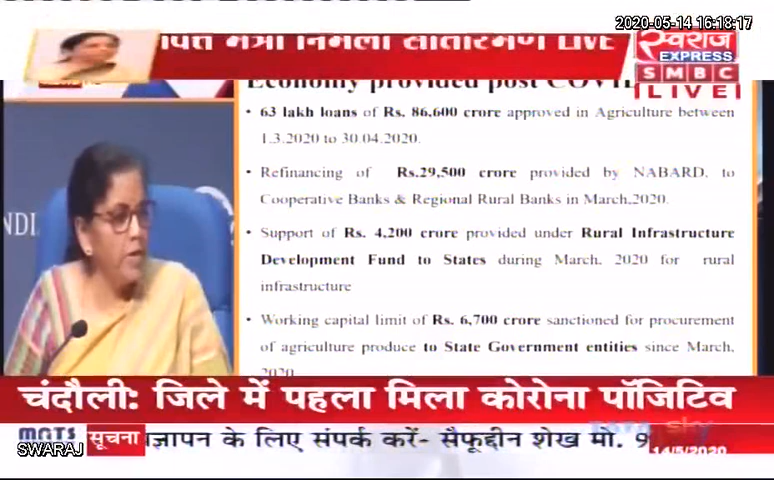 2020-05-14 16:18:17
वित्त मंत्री निर्मला सीतारमण LIVE
स्वराज
EXPRESS
SMBC
LIVE
Economy provided post
• 63 lakh loans of Rs. 86,600 crore approved in Agriculture between
1.3.2020 to 30.04.2020.
• Refinancing of Rs.29,500 crore provided by NABARD, to
Cooperative Banks & Regional Rural Banks in March,2020.
• Support of Rs. 4,200 crore provided under Rural Infrastructure
Development Fund to States during March, 2020 for rural
infrastructure
• Working capital limit of Rs. 6,700 crore sanctioned for procurement
of agriculture produce to State Government entities since March,
2020
चंदौली: जिले में पहला मिला कोरोना पॉजिटिव
सूचना
के लिए संपर्क करें- सैफूद्दीन शेख मो. 9
SWARAJ
14/5/2020